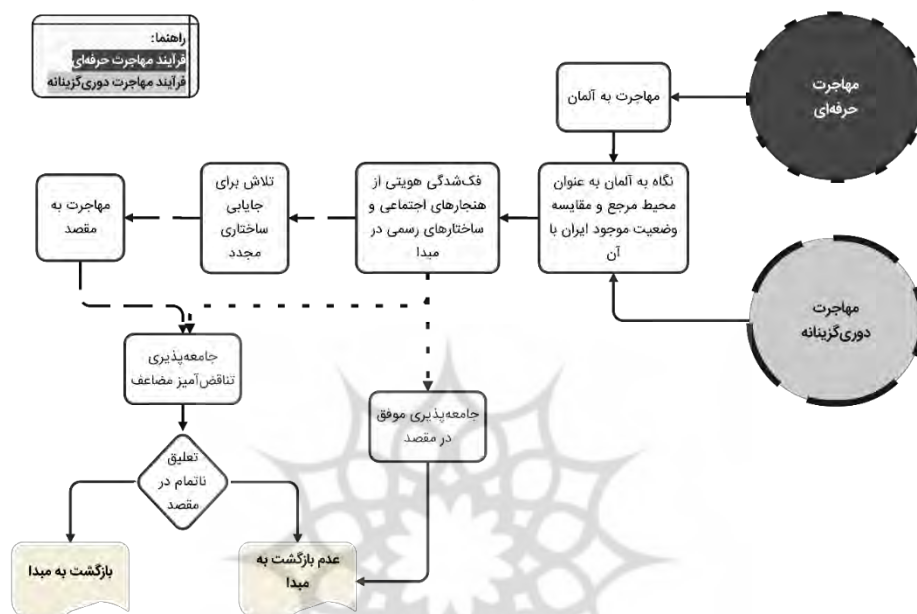 راهنما:
فرآیند مهاجرت حرفه‌ای
فرآیند مهاجرت دوری‌گزینانه
مهاجرت
حرفه‌ای
مهاجرت به آلمان
نگاه به آلمان به عنوان
محیط مرجع و مقایسه
وضعیت موجود ایران با
آن
فک‌شدگی هویتی از
هنجارهای اجتماعی و
ساختارهای رسمی در
مبدا
تلاش برای
جایابی
ساختاری
مجدد
مهاجرت به
مقصد
مهاجرت
دوری‌گزینانه
جامعه‌پذیری
تناقض‌آمیز مضاعف
جامعه‌پذیری موفق
در مقصد
تعلیق
ناتمام در
مقصد
عدم بازگشت به
مبدا
بازگشت به مبدا